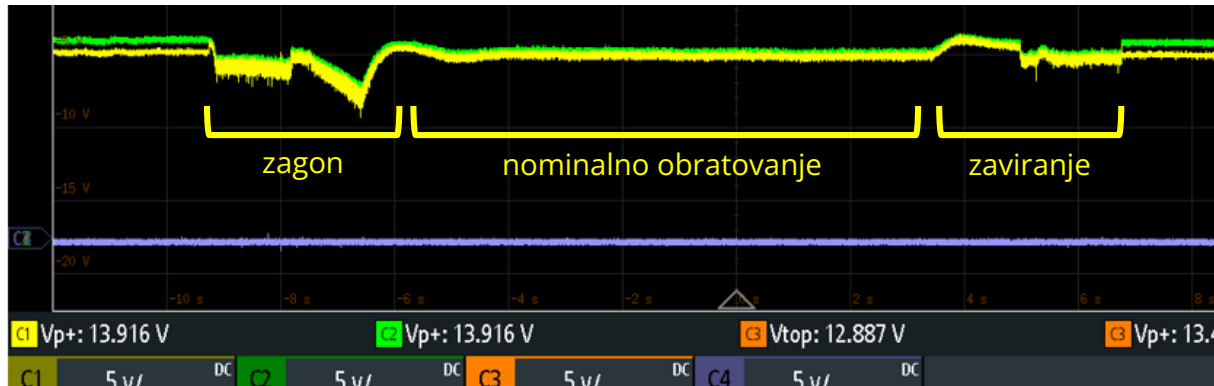 -10 V
zagon
nominalno obratovanje
zaviranje
-15 V
-20 V
-10 s
-8 s
-6 s
-4 s
-2 s
0 s
2 s
4 s
6 s
8 s
C1 Vp+: 13.916 V
C2 Vp+: 13.916 V
C3 Vtop: 12.887 V
C3 Vp+: 13.4
C1 5 V/ DC
C2 5 V/ DC
C3 5 V/ DC
C4 5 V/ DC